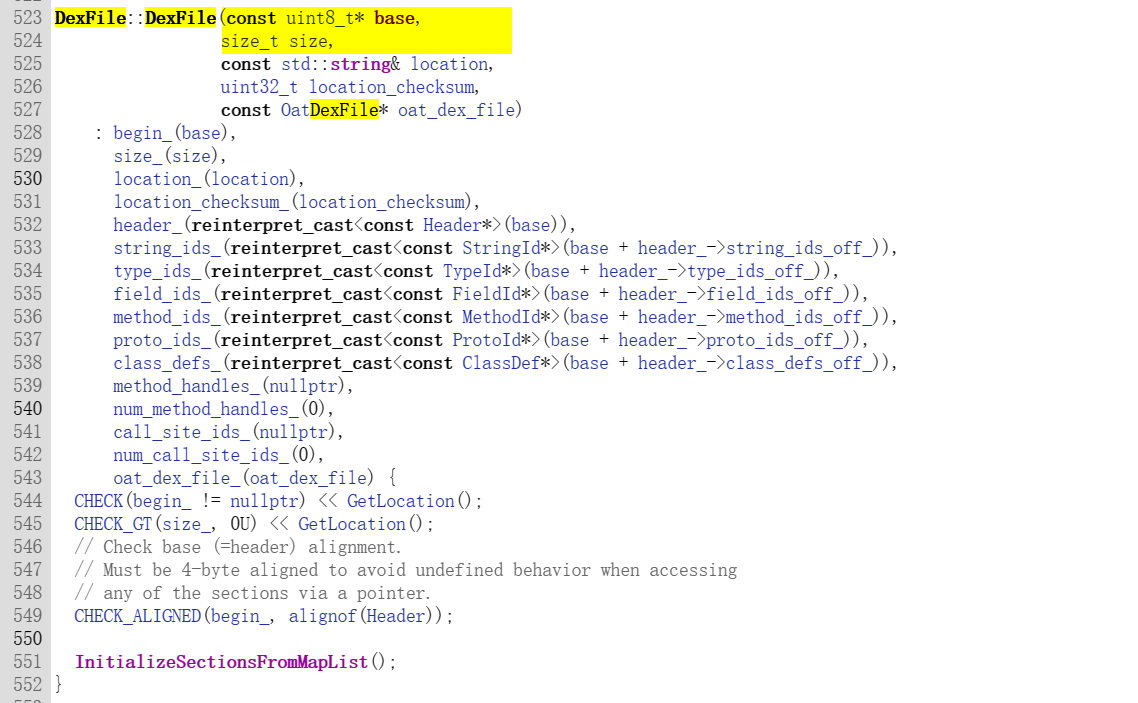 523 DexFile::DexFile(const uint8_t* base,
524                  size_t size,
525                  const std::string& location,
526                  uint32_t location_checksum,
527                  const OatDexFile* oat_dex_file)
528     : begin_(base),
529       size_(size),
530       location_(location),
531       location_checksum_(location_checksum),
532       header_(reinterpret_cast<const Header*>(base)),
533       string_ids_(reinterpret_cast<const StringId*>(base + header_->string_ids_off_)),
534       type_ids_(reinterpret_cast<const TypeId*>(base + header_->type_ids_off_)),
535       field_ids_(reinterpret_cast<const FieldId*>(base + header_->field_ids_off_)),
536       method_ids_(reinterpret_cast<const MethodId*>(base + header_->method_ids_off_)),
537       proto_ids_(reinterpret_cast<const ProtoId*>(base + header_->proto_ids_off_)),
538       class_defs_(reinterpret_cast<const ClassDef*>(base + header_->class_defs_off_)),
539       method_handles_(nullptr),
540       num_method_handles_(0),
541       call_site_ids_(nullptr),
542       num_call_site_ids_(0),
543       oat_dex_file_(oat_dex_file) {
544   CHECK(begin_ != nullptr) << GetLocation();
545   CHECK_GT(size_, 0U) << GetLocation();
546   // Check base (=header) alignment.
547   // Must be 4-byte aligned to avoid undefined behavior when accessing
548   // any of the sections via a pointer.
549   CHECK_ALIGNED(begin_, alignof(Header));
550
551   InitializeSectionsFromMapList();
552 }